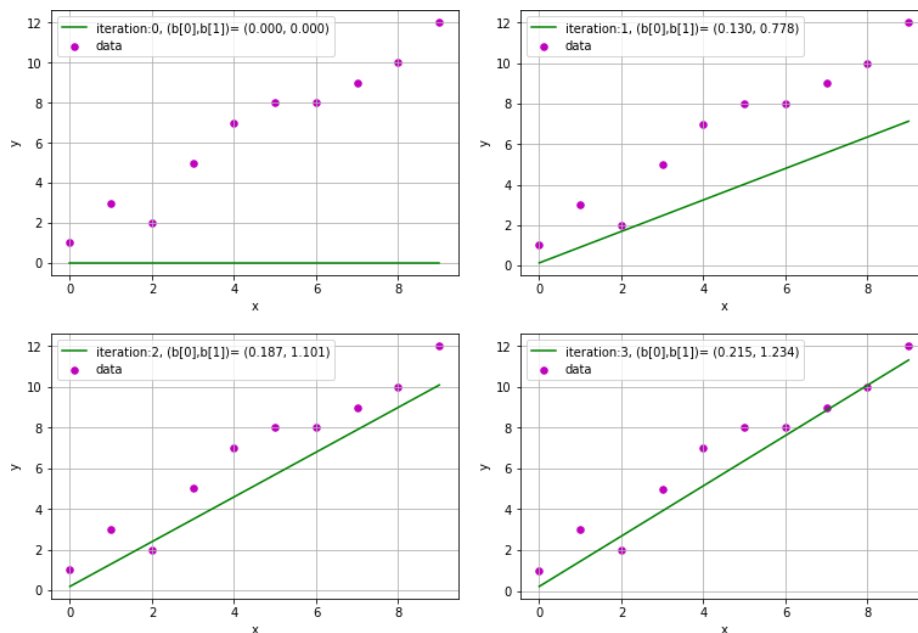 iteration:0, (b[0],b[1])= (0.000, 0.000)
data
12
10
8
6
4
2
0
y
0 2 4 6 8
x
iteration:1, (b[0],b[1])= (0.130, 0.778)
data
12
10
8
6
4
2
0
y
0 2 4 6 8
x
iteration:2, (b[0],b[1])= (0.187, 1.101)
data
12
10
8
6
4
2
0
y
0 2 4 6 8
x
iteration:3, (b[0],b[1])= (0.215, 1.234)
data
12
10
8
6
4
2
0
y
0 2 4 6 8
x